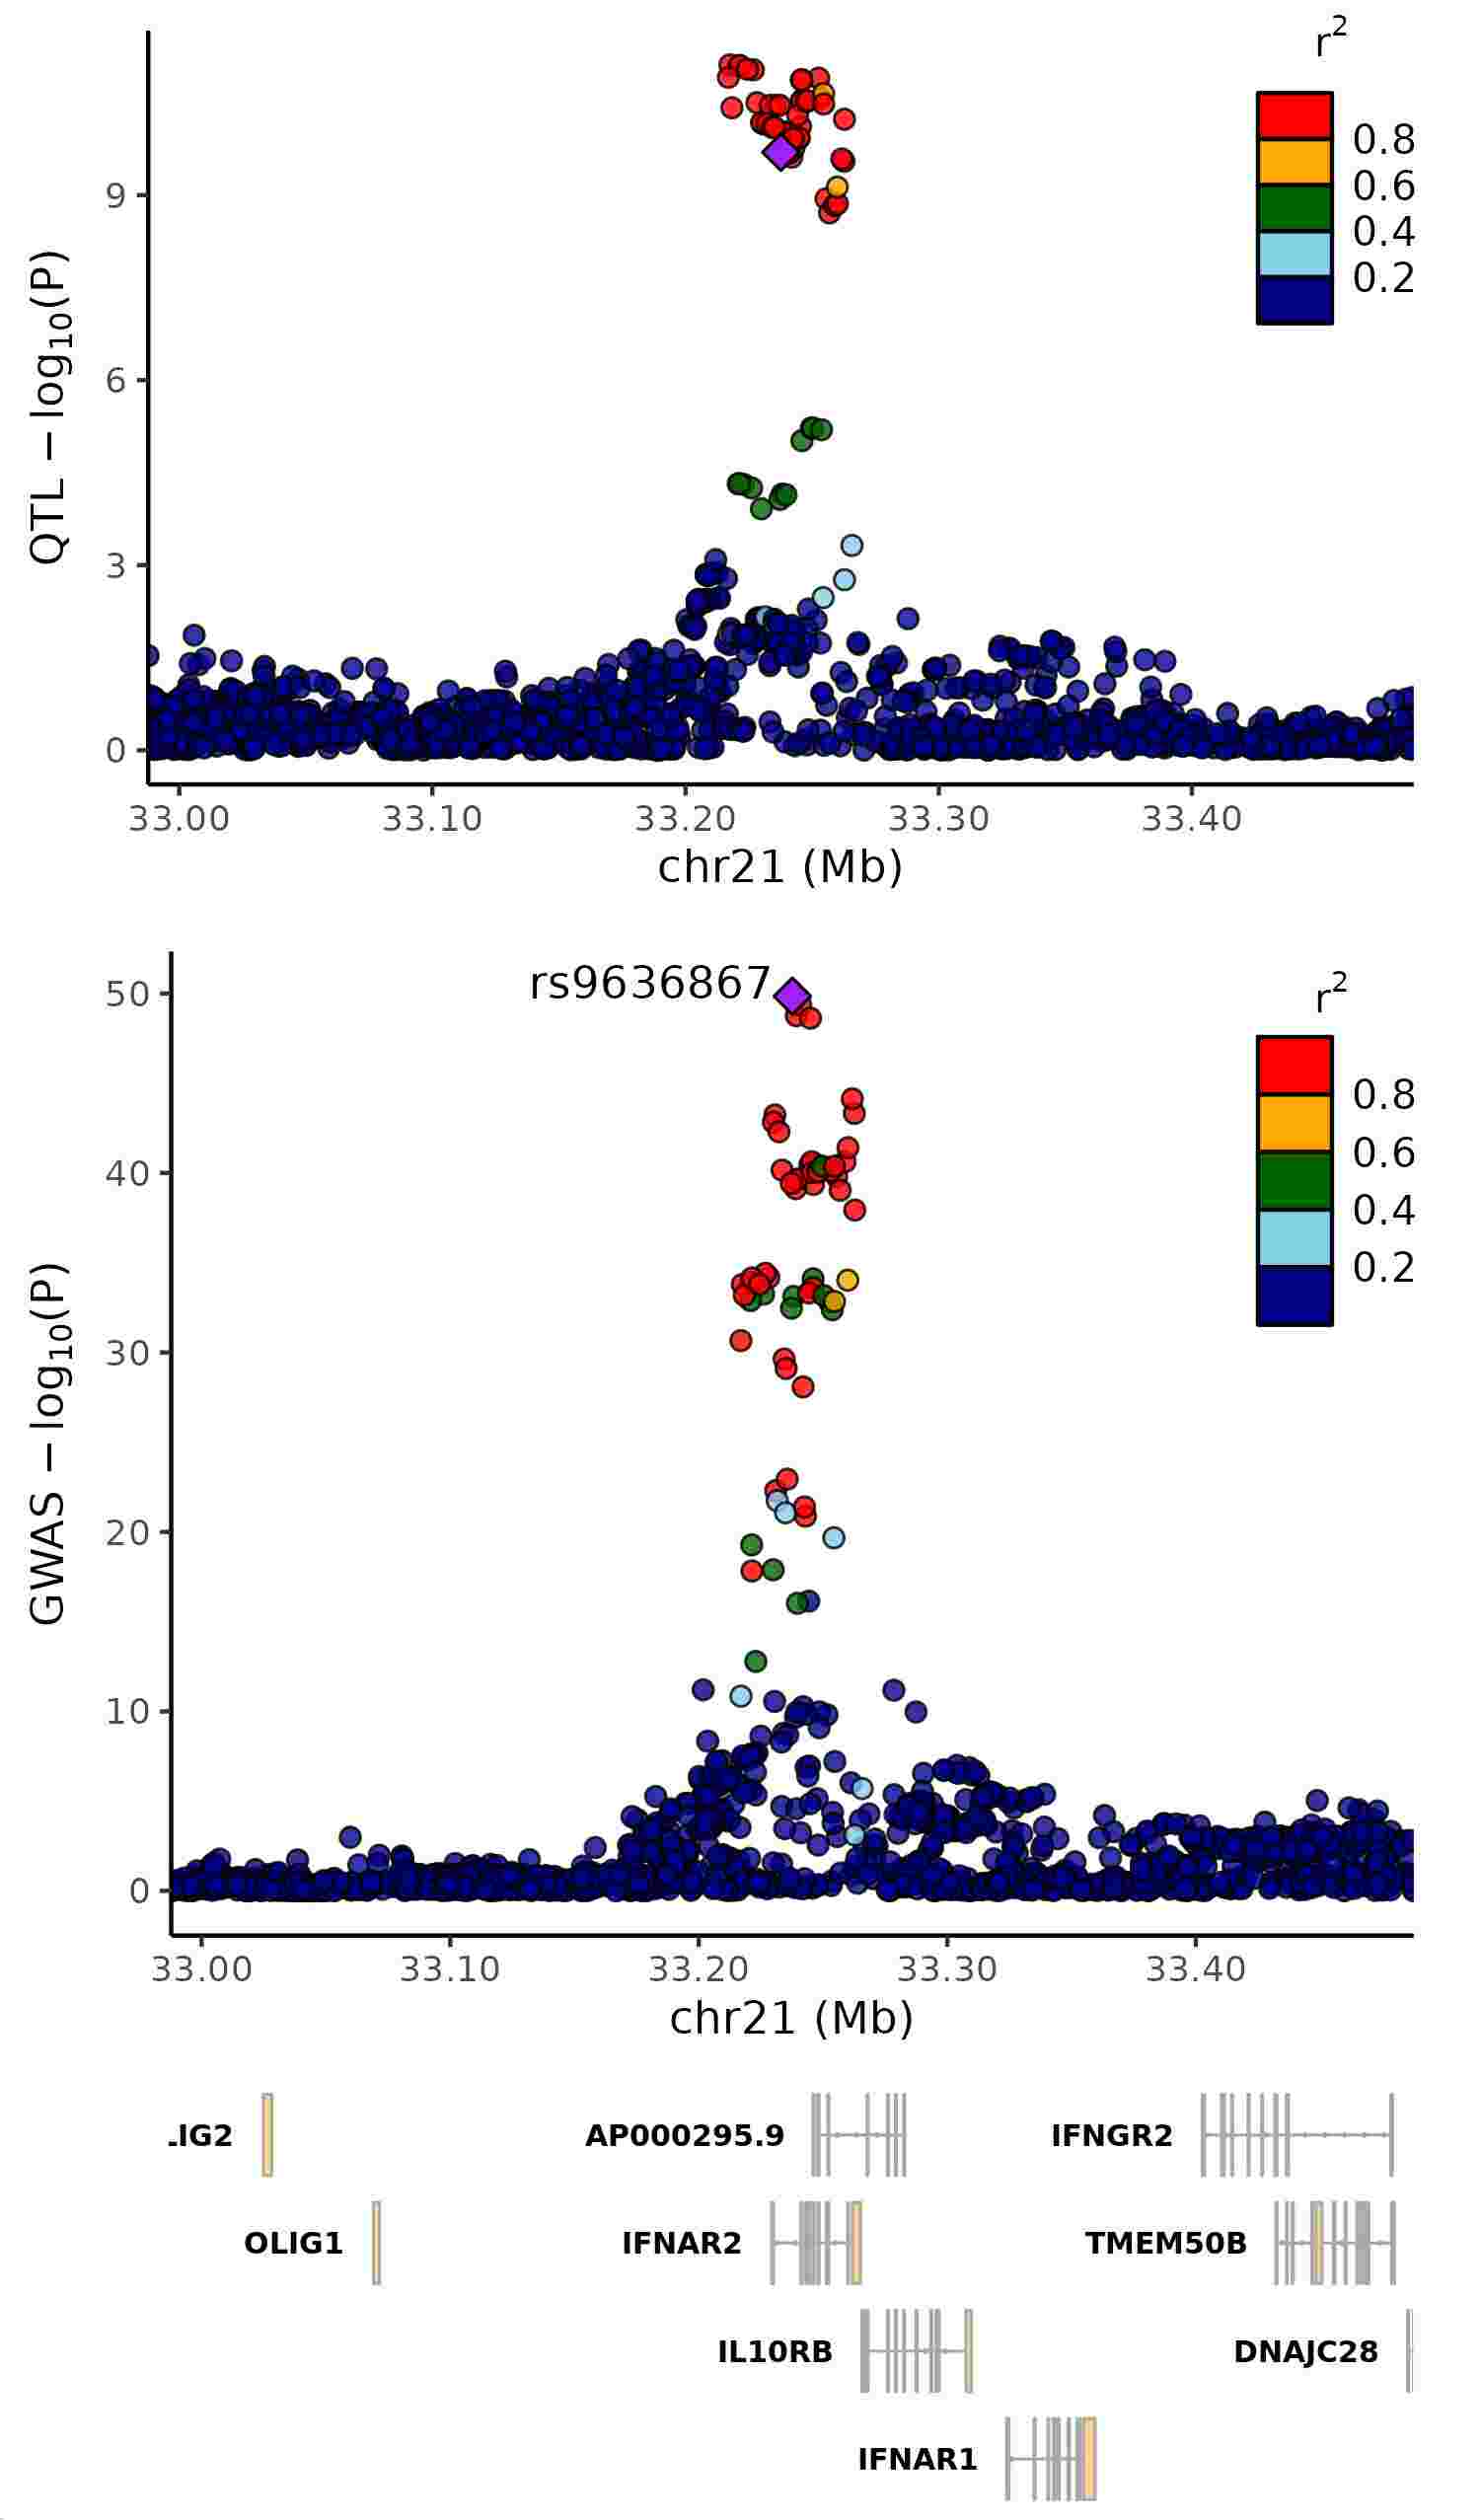 r2
0.8
0.6
0.4
0.2
9
6
3
0
QTL −log10(P)
33.00 33.10 33.20 33.30 33.40
chr21 (Mb)
rs9636867
r2
0.8
0.6
0.4
0.2
50
40
30
20
10
0
GWAS −log10(P)
33.00 33.10 33.20 33.30 33.40
chr21 (Mb)
IG2 AP000295.9 IFNGR2
OLIG1 IFNAR2 TMEM50B
IL10RB DNAJC28
IFNAR1